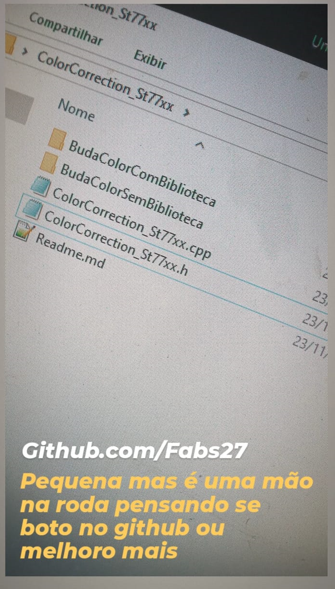 ction_St77xx
Compartilhar
Exibir
ColorCorrection_St77xx
Nome
BudaColorComBiblioteca
BudaColorSemBiblioteca
ColorCorrection_St77xx.cpp
ColorCorrection_St77xx.h
Readme.md
23/
23/1
23/11/
Github.com/Fabs27
Pequena mas é uma mão
na roda pensando se
boto no github ou
melhoro mais